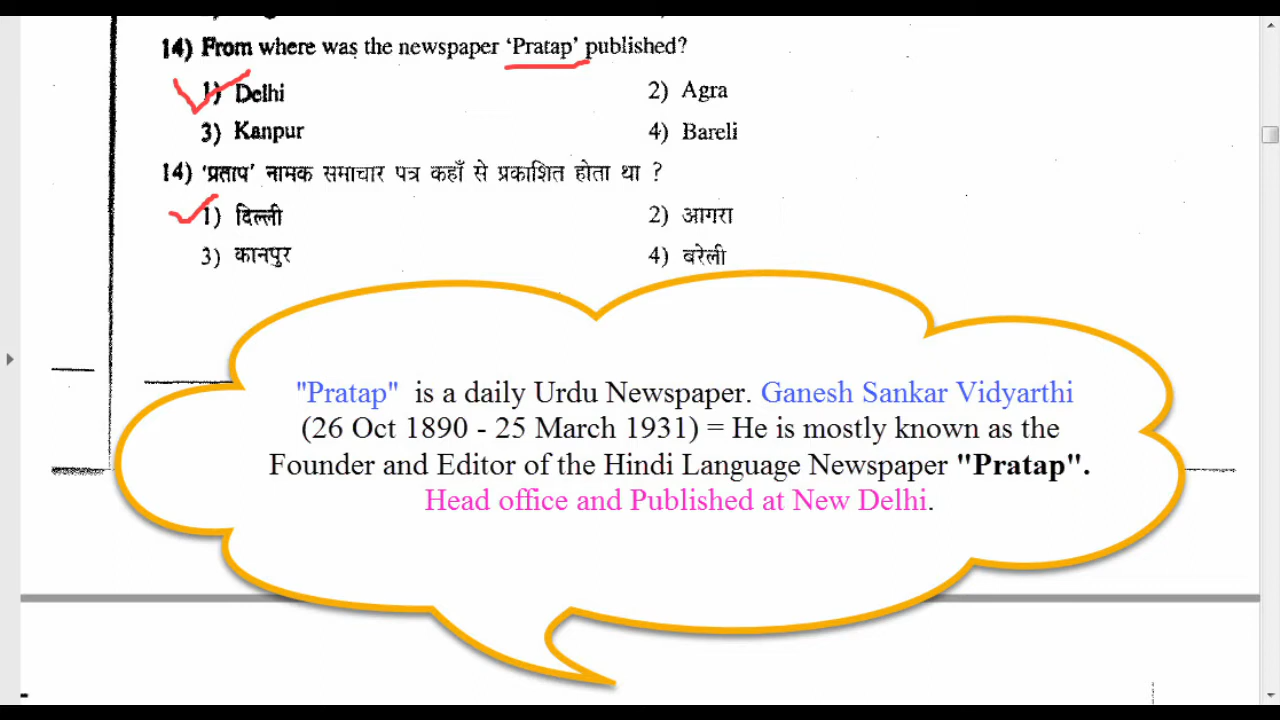 14) From where was the newspaper ‘Pratap’ published?
1) Delhi 2) Agra
3) Kanpur 4) Bareli
14) ‘प्रताप’ नामक समाचार पत्र कहाँ से प्रकाशित होता था ?
1) दिल्ली 2) आगरा
3) कानपुर 4) बरेली
"Pratap" is a daily Urdu Newspaper. Ganesh Sankar Vidyarthi
(26 Oct 1890 - 25 March 1931) = He is mostly known as the
Founder and Editor of the Hindi Language Newspaper "Pratap".
Head office and Published at New Delhi.